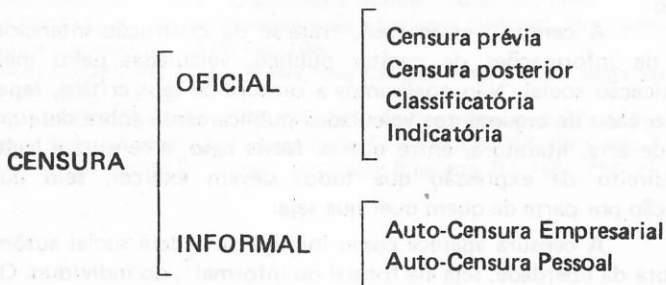 Censura prévia
OFICIAL Censura posterior
Classificatória
Indicatória
CENSURA
INFORMAL Auto-Censura Empresarial
Auto-Censura Pessoal